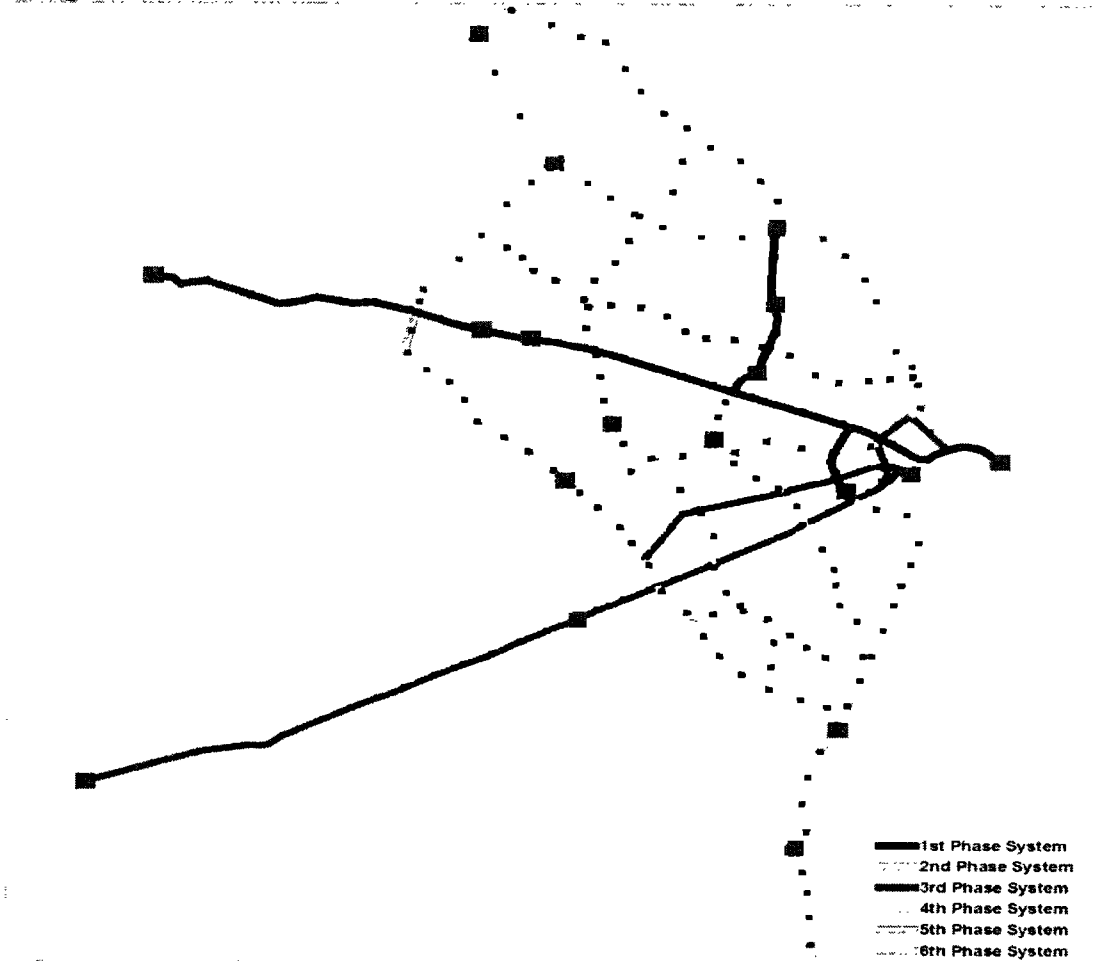 1st Phase System
2nd Phase System
3rd Phase System
4th Phase System
5th Phase System
6th Phase System